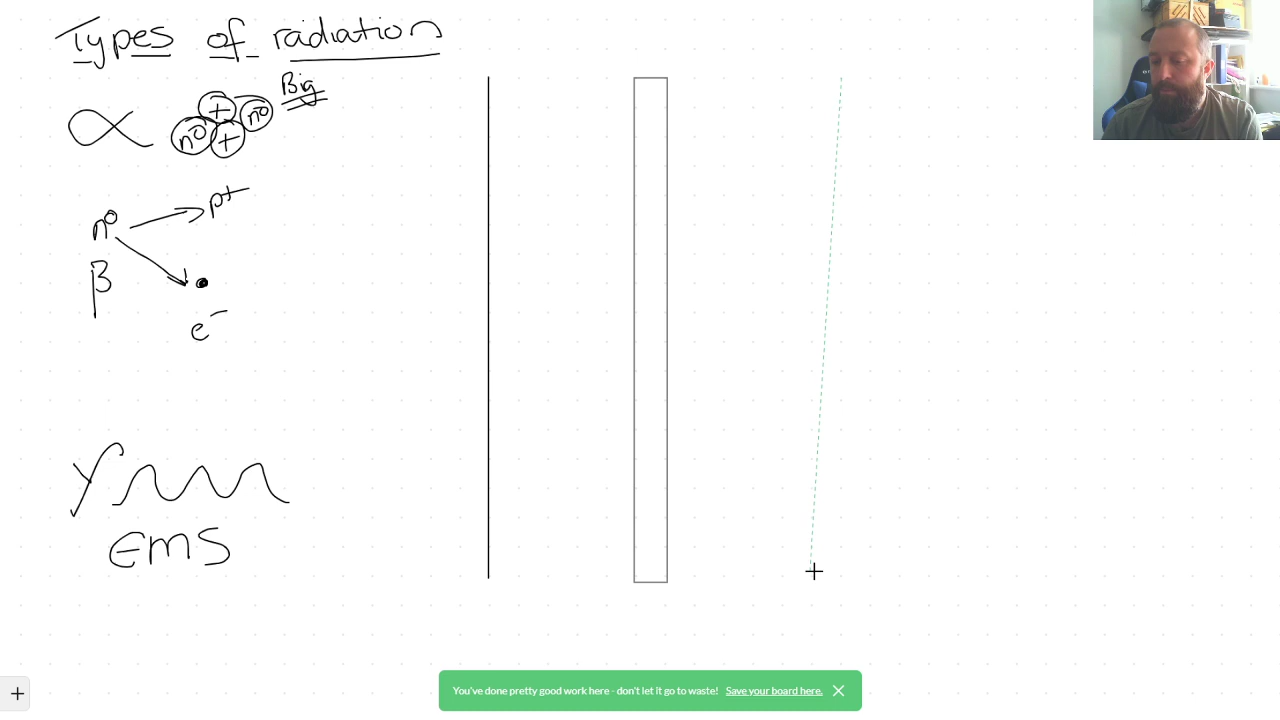 Types of radiation
Big
α + n⁰
n⁰ +
n⁰ → p+
β
e⁻
γ
EMS
You've done pretty good work here - don't let it go to waste! Save your board here.